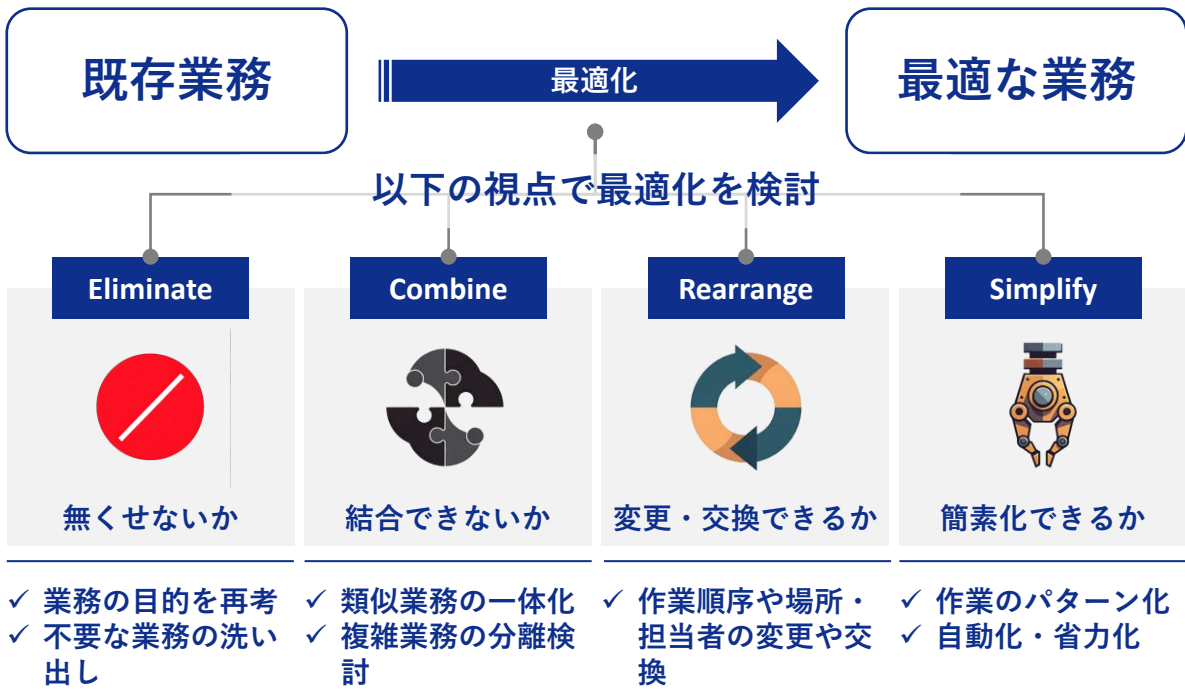 既存業務
最適化
最適な業務
以下の視点で最適化を検討
Eliminate
Combine
Rearrange
Simplify
無くせないか
結合できないか
変更・交換できるか
簡素化できるか
✓ 業務の目的を再考
✓ 不要な業務の洗い
出し
✓ 類似業務の一体化
✓ 複雑業務の分離検
討
✓ 作業順序や場所・
担当者の変更や交
換
✓ 作業のパターン化
✓ 自動化・省力化